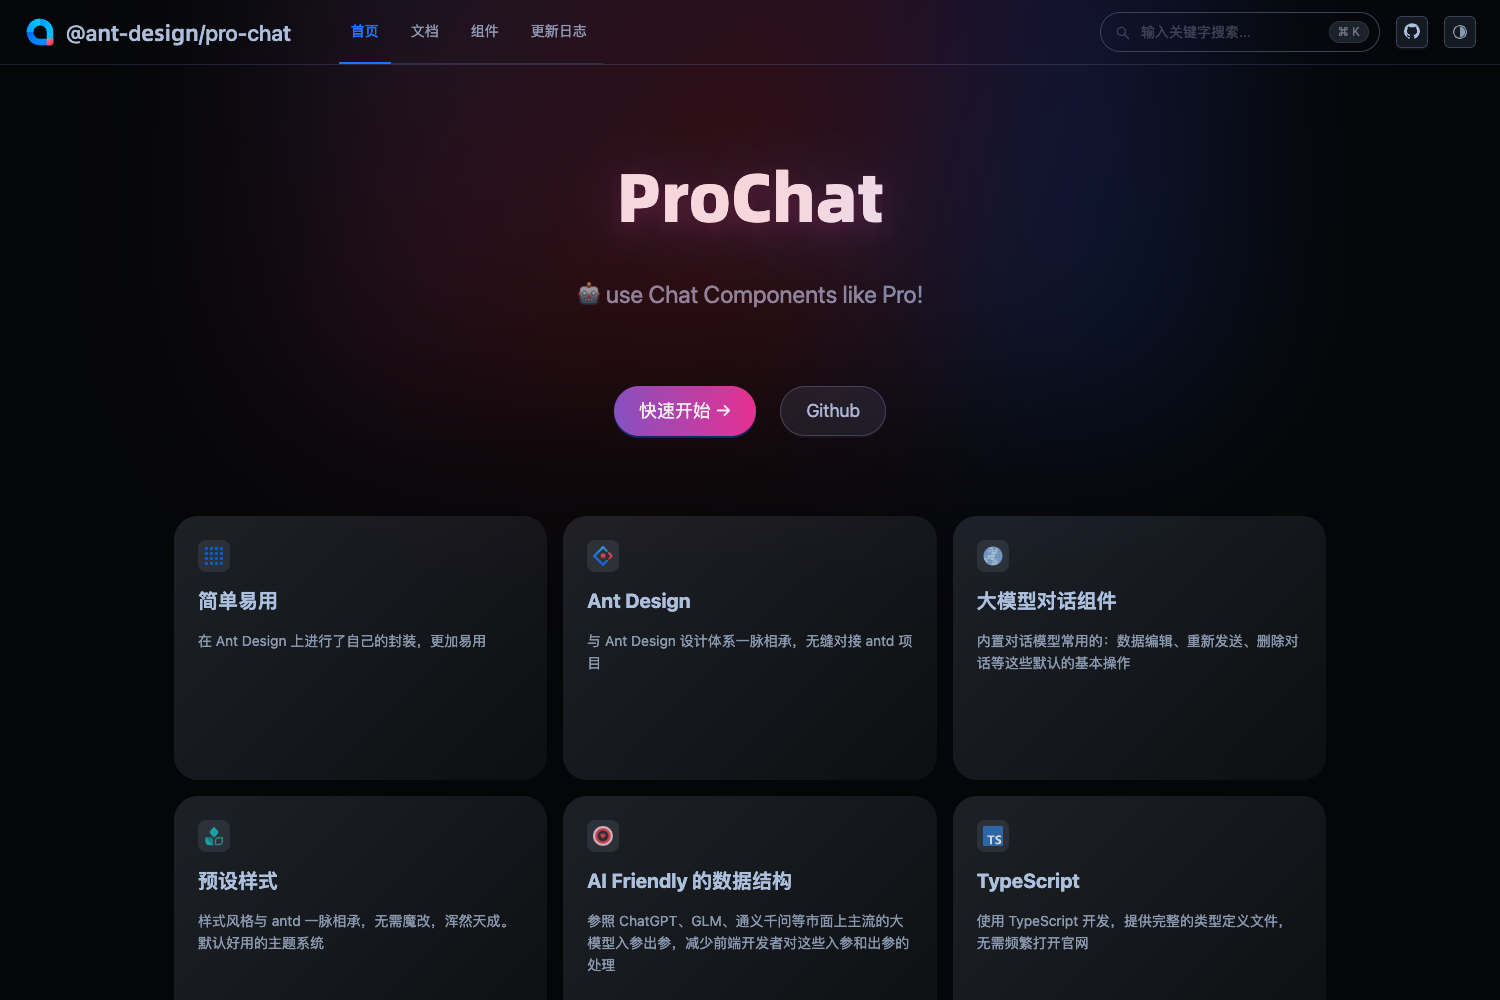 @ant-design/pro-chat
首页
文档
组件
更新日志
输入关键字搜索...
⌘ K
ProChat
🤖 use Chat Components like Pro!
快速开始 →
Github
简单易用
在 Ant Design 上进行了自己的封装，更加易用
Ant Design
与 Ant Design 设计体系一脉相承，无缝对接 antd 项
目
大模型对话组件
内置对话模型常用的：数据编辑、重新发送、删除对
话等这些默认的基本操作
预设样式
样式风格与 antd 一脉相承，无需魔改，浑然天成。
默认好用的主题系统
AI Friendly 的数据结构
参照 ChatGPT、GLM、通义千问等市面上主流的大
模型入参出参，减少前端开发者对这些入参和出参的
处理
TS
TypeScript
使用 TypeScript 开发，提供完整的类型定义文件，
无需频繁打开官网